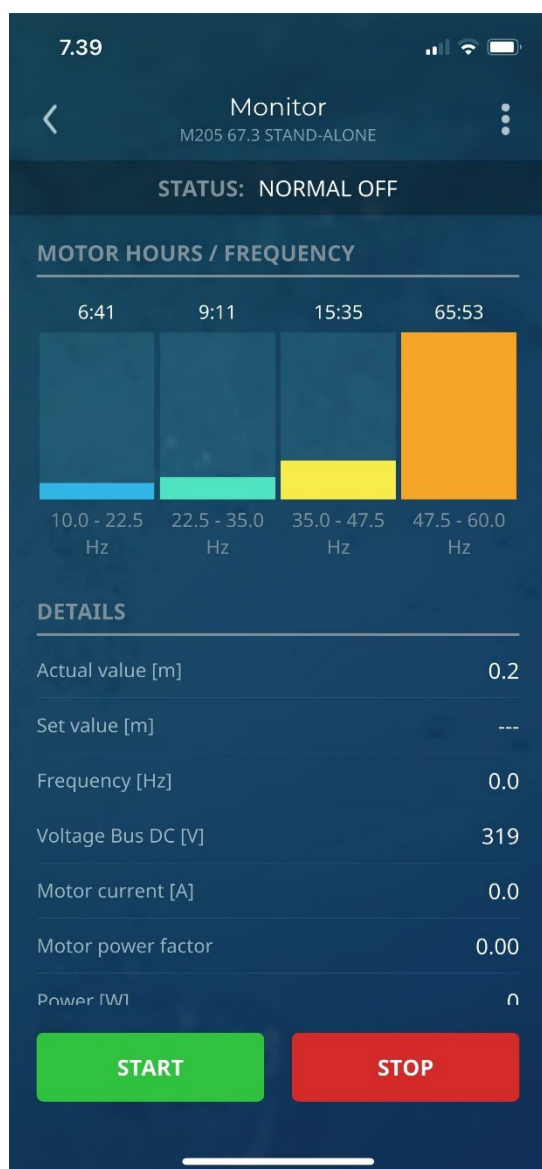 7.39
Monitor
M205 67.3 STAND-ALONE
STATUS: NORMAL OFF
MOTOR HOURS / FREQUENCY
6:41 9:11 15:35 65:53
10.0 - 22.5 22.5 - 35.0 35.0 - 47.5 47.5 - 60.0
Hz Hz Hz Hz
DETAILS
Actual value [m] 0.2
Set value [m] ---
Frequency [Hz] 0.0
Voltage Bus DC [V] 319
Motor current [A] 0.0
Motor power factor 0.00
Power [W] 0
START STOP